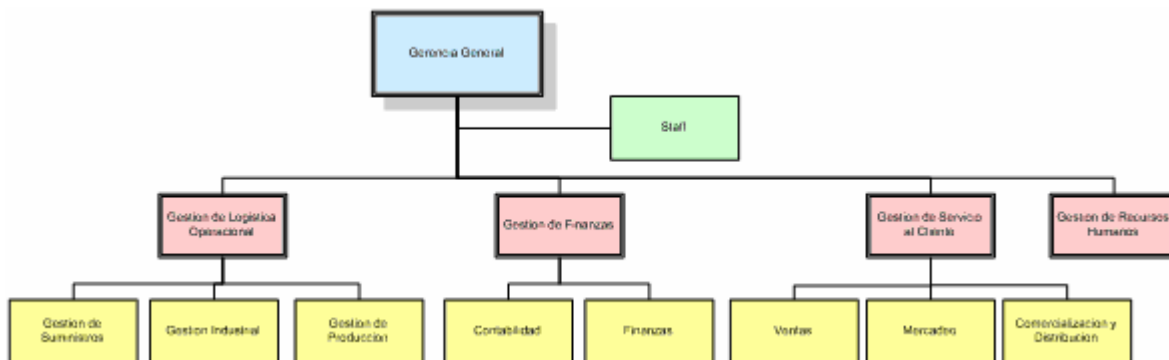 Gerencia General
Staff
Gestion de Logistica
Operacional
Gestion de Finanzas
Gestion de Servicio
al Cliente
Gestion de Recursos
Humanos
Gestion de
Suministros
Gestion Industrial
Gestion de
Produccion
Contabilidad
Finanzas
Ventas
Mercadeo
Comercializacion y
Distribucion